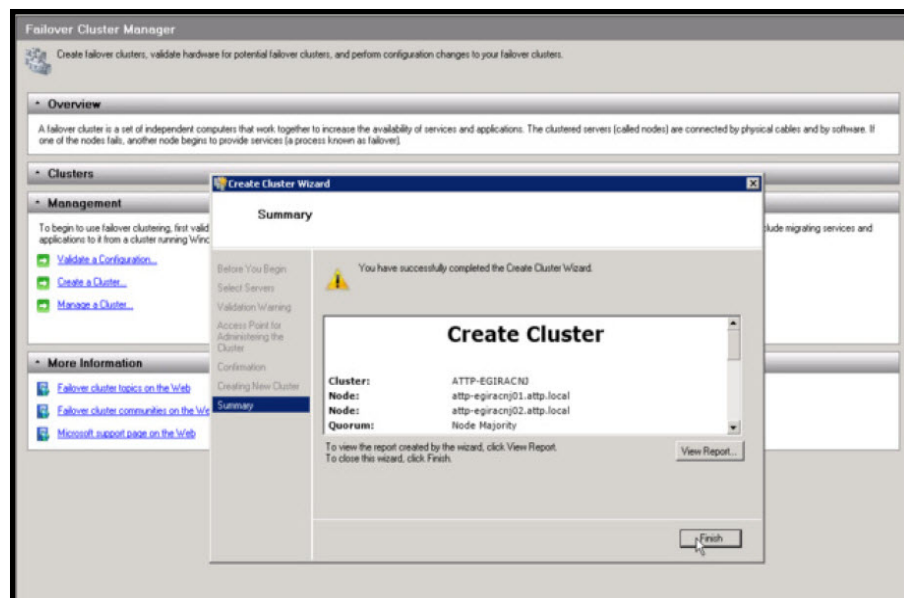 Failover Cluster Manager
Create failover clusters, validate hardware for potential failover clusters, and perform configuration changes to your failover clusters.
Overview
A failover cluster is a set of independent computers that work together to increase the availability of services and applications. The clustered servers (called nodes) are connected by physical cables and by software. If
one of the nodes fails, another node begins to provide services (a process known as failover).
Clusters
Management
To begin to use failover clustering, first valid
clude migrating services and
applications to it from a cluster running Winc
Validate a Configuration...
Create a Cluster...
Manage a Cluster...
More Information
Failover cluster topics on the Web
Failover cluster communities on the We
Microsoft support page on the Web
Create Cluster Wizard
Summary
Before You Begin
Select Servers
Validation Warning
Access Point for
Administering the
Cluster
Confirmation
Creating New Cluster
Summary
You have successfully completed the Create Cluster Wizard.
Create Cluster
Cluster: ATTP-EGIRACNJ
Node: attp-egiracnj01.attp.local
Node: attp-egiracnj02.attp.local
Quorum: Node Majority
To view the report created by the wizard, click View Report.
To close this wizard, click Finish.
View Report...
Finish